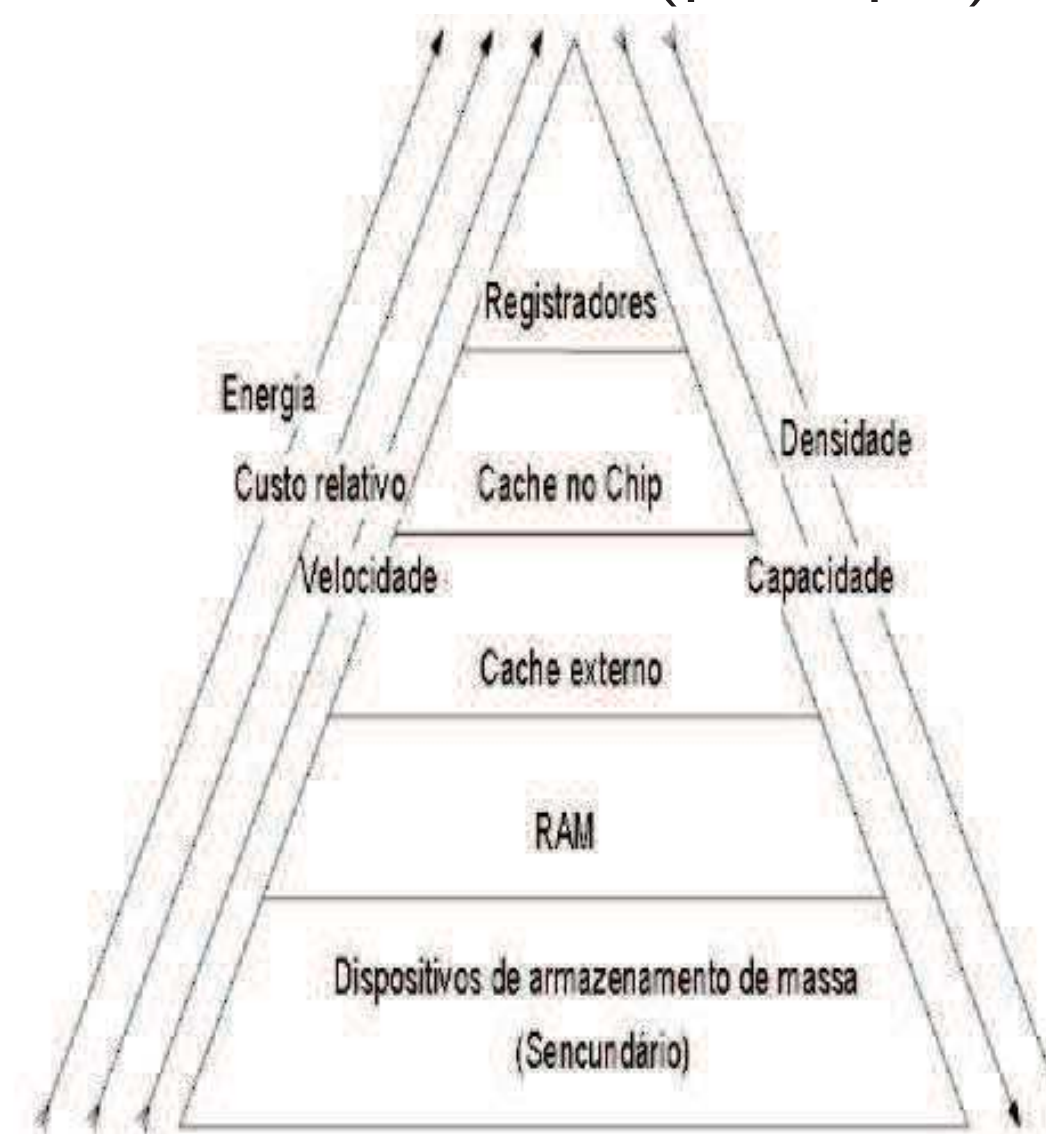 Registradores
Energia
Densidade
Custo relativo
Cache no Chip
Velocidade
Capacidade
Cache externo
RAM
Dispositivos de armazenamento de massa
(Sencundário)